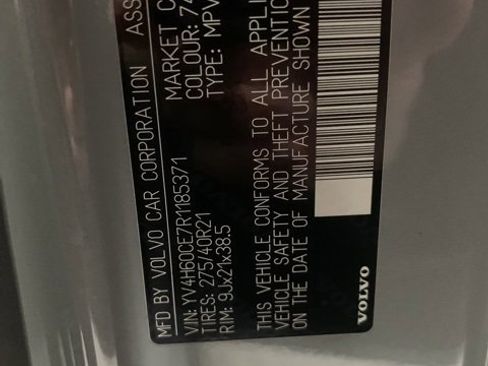 MFD BY VOLVO CAR CORPORATION ASS
MARKET C
VIN: YV4H60CE7R1185371 COLOUR: 74
TIRES: 275/40R21 TYPE: MPV
RIM: 9Jx21x38.5
THIS VEHICLE CONFORMS TO ALL APPLI
VEHICLE SAFETY AND THEFT PREVENTIO
ON THE DATE OF MANUFACTURE SHOWN
VOLVO